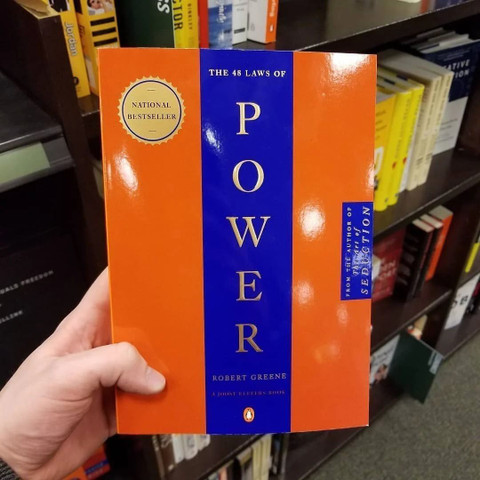 THE 48 LAWS OF
NATIONAL
BESTSELLER
P
O
W
E
R
FROM THE AUTHOR OF
The Art of
SEDUCTION
ROBERT GREENE
A JOOST ELFFERS BOOK